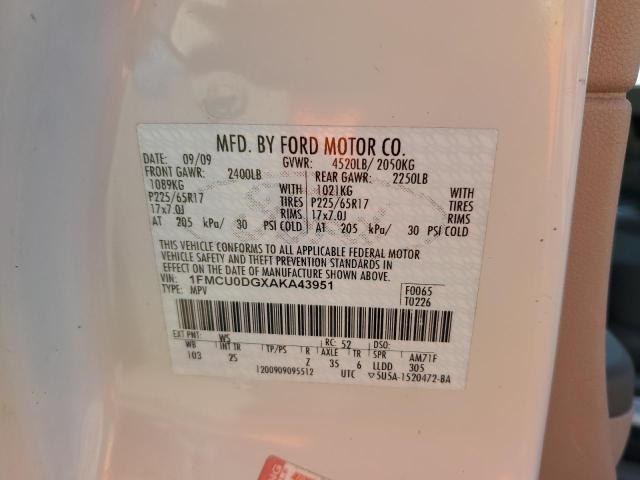 MFD. BY FORD MOTOR CO.
DATE: 09/09 GVWR: 4520LB/ 2050KG
FRONT GAWR: 2400LB REAR GAWR: 2250LB
1089KG WITH 1021KG WITH
P225/65R17 TIRES P225/65R17 TIRES
17x7.0J RIMS 17x7.0J RIMS
AT 205 kPa/ 30 PSI COLD AT 205 kPa/ 30 PSI COLD
THIS VEHICLE CONFORMS TO ALL APPLICABLE FEDERAL MOTOR
VEHICLE SAFETY AND THEFT PREVENTION STANDARDS IN
EFFECT ON THE DATE OF MANUFACTURE SHOWN ABOVE.
VIN: 1FMCU0DGXAKA43951 F0065
TYPE: MPV T0226
EXT PNT: WS RC: 52 DSO:
WB INT TR TP/PS R AXLE TR SPR AM71F
103 25 Z 35 6 LLDD 305
1200909095512 UTC ▽5U5A-1520472-BA